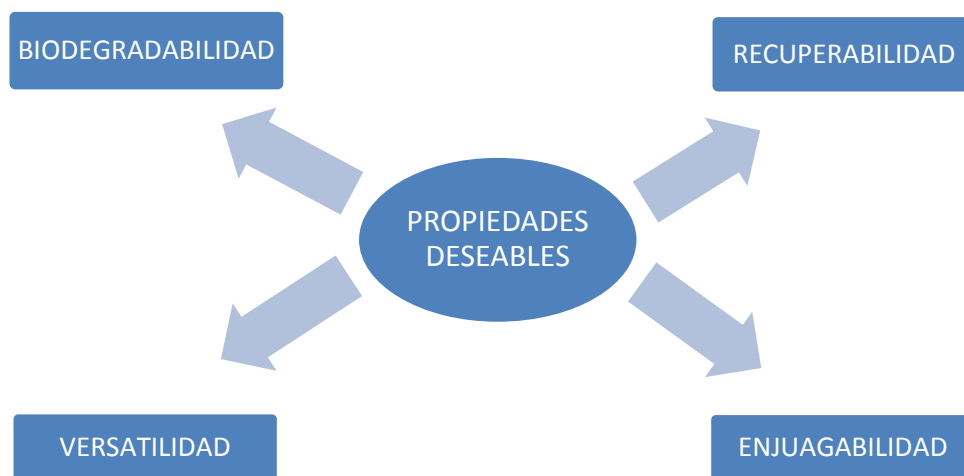 BIODEGRADABILIDAD
RECUPERABILIDAD
PROPIEDADES
DESEABLES
VERSATILIDAD
ENJUAGABILIDAD